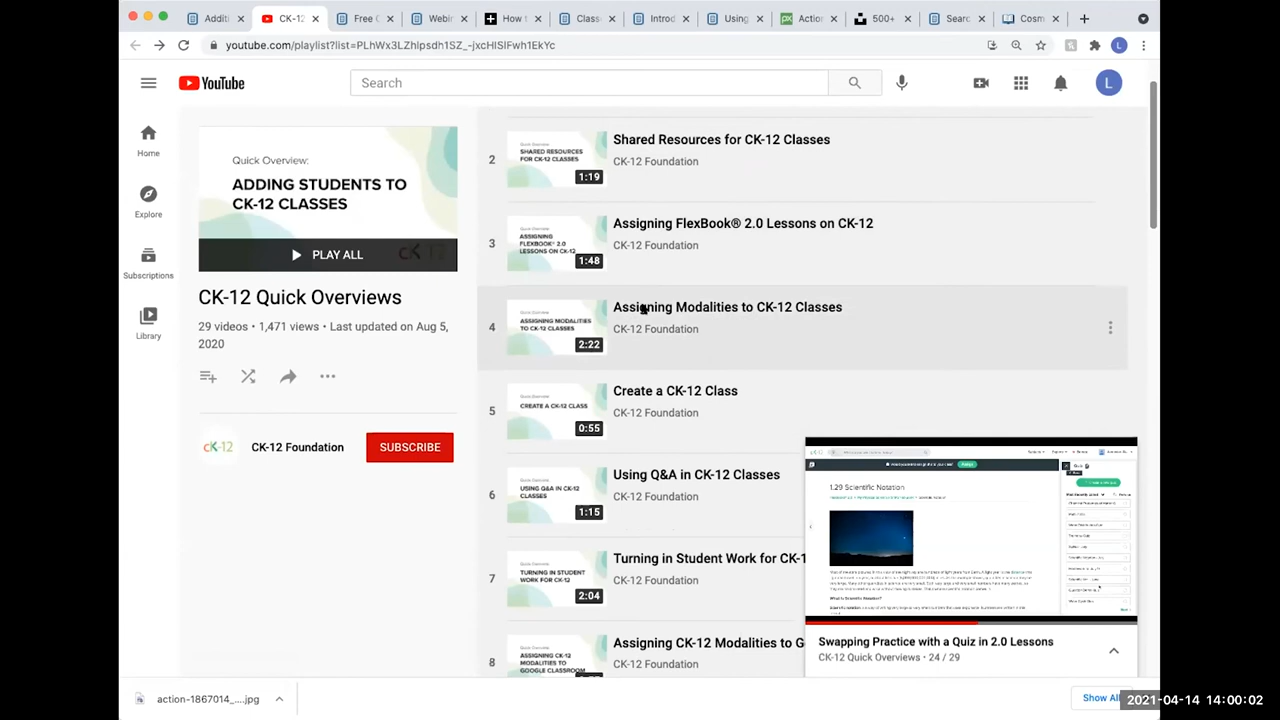 Additi
CK-12
Free C
Webin
How t
Classe
Introd
Using
Action
500+
Searc
Cosm
youtube.com/playlist?list=PLhWx3LZhlpsdh1SZ_-jxcHISlFwh1EkYc
L
YouTube
Search
L
Home
Explore
Subscriptions
Library
Quick Overview:
ADDING STUDENTS TO
CK-12 CLASSES
PLAY ALL
CK-12 Quick Overviews
29 videos • 1,471 views • Last updated on Aug 5,
2020
CK-12
CK-12 Foundation
SUBSCRIBE
2
SHARED RESOURCES
FOR CK-12 CLASSES
1:19
Shared Resources for CK-12 Classes
CK-12 Foundation
3
ASSIGNING
FLEXBOOK® 2.0
LESSONS ON CK-12
1:48
Assigning FlexBook® 2.0 Lessons on CK-12
CK-12 Foundation
4
ASSIGNING MODALITIES
TO CK-12 CLASSES
2:22
Assigning Modalities to CK-12 Classes
CK-12 Foundation
5
CREATE A CK-12 CLASS
0:55
Create a CK-12 Class
CK-12 Foundation
6
USING Q&A IN CK-12
CLASSES
1:15
Using Q&A in CK-12 Classes
CK-12 Foundation
7
TURNING IN STUDENT
WORK FOR CK-12
2:04
Turning in Student Work for CK-
CK-12 Foundation
8
ASSIGNING CK-12
MODALITIES TO
GOOGLE CLASSROOM
Assigning CK-12 Modalities to G
CK-12 Foundation
1.29 Scientific Notation
Swapping Practice with a Quiz in 2.0 Lessons
CK-12 Quick Overviews • 24 / 29
action-1867014_....jpg
Show All
2021-04-14 14:00:02